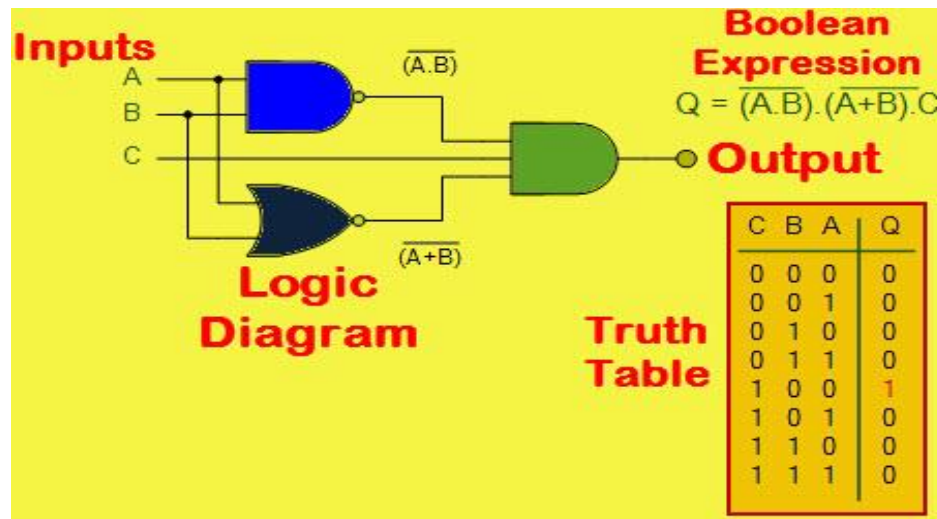 Inputs
A
B
C
(A.B)
(A+B)
Logic
Diagram
Boolean
Expression
Q = (A.B).(A+B).C
Output
Truth
Table
C B A Q
0 0 0 0
0 0 1 0
0 1 0 0
0 1 1 0
1 0 0 1
1 0 1 0
1 1 0 0
1 1 1 0